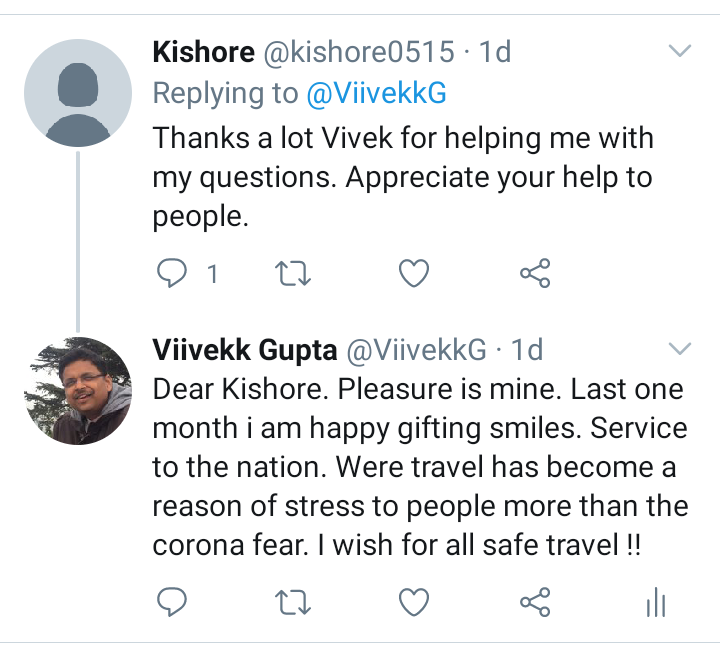 Kishore @kishore0515 · 1d
Replying to @ViivekkG
Thanks a lot Vivek for helping me with
my questions. Appreciate your help to
people.
1
Viivekk Gupta @ViivekkG · 1d
Dear Kishore. Pleasure is mine. Last one
month i am happy gifting smiles. Service
to the nation. Were travel has become a
reason of stress to people more than the
corona fear. I wish for all safe travel !!